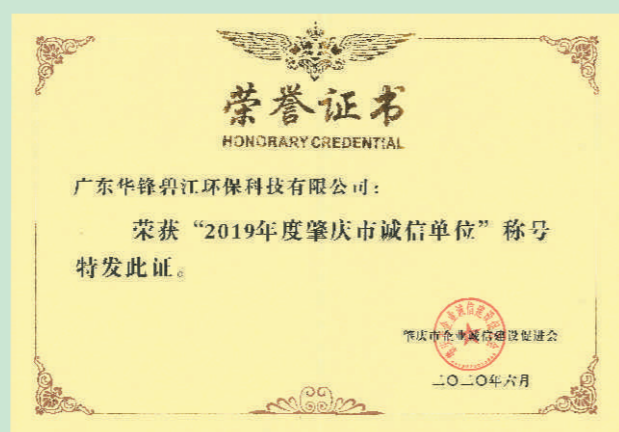 荣誉证书
HONORARY CREDENTIAL
广东华锋碧江环保科技有限公司：
荣获“2019年度肇庆市诚信单位”称号
特发此证。
肇庆市企业诚信建设促进会
二〇二〇年六月